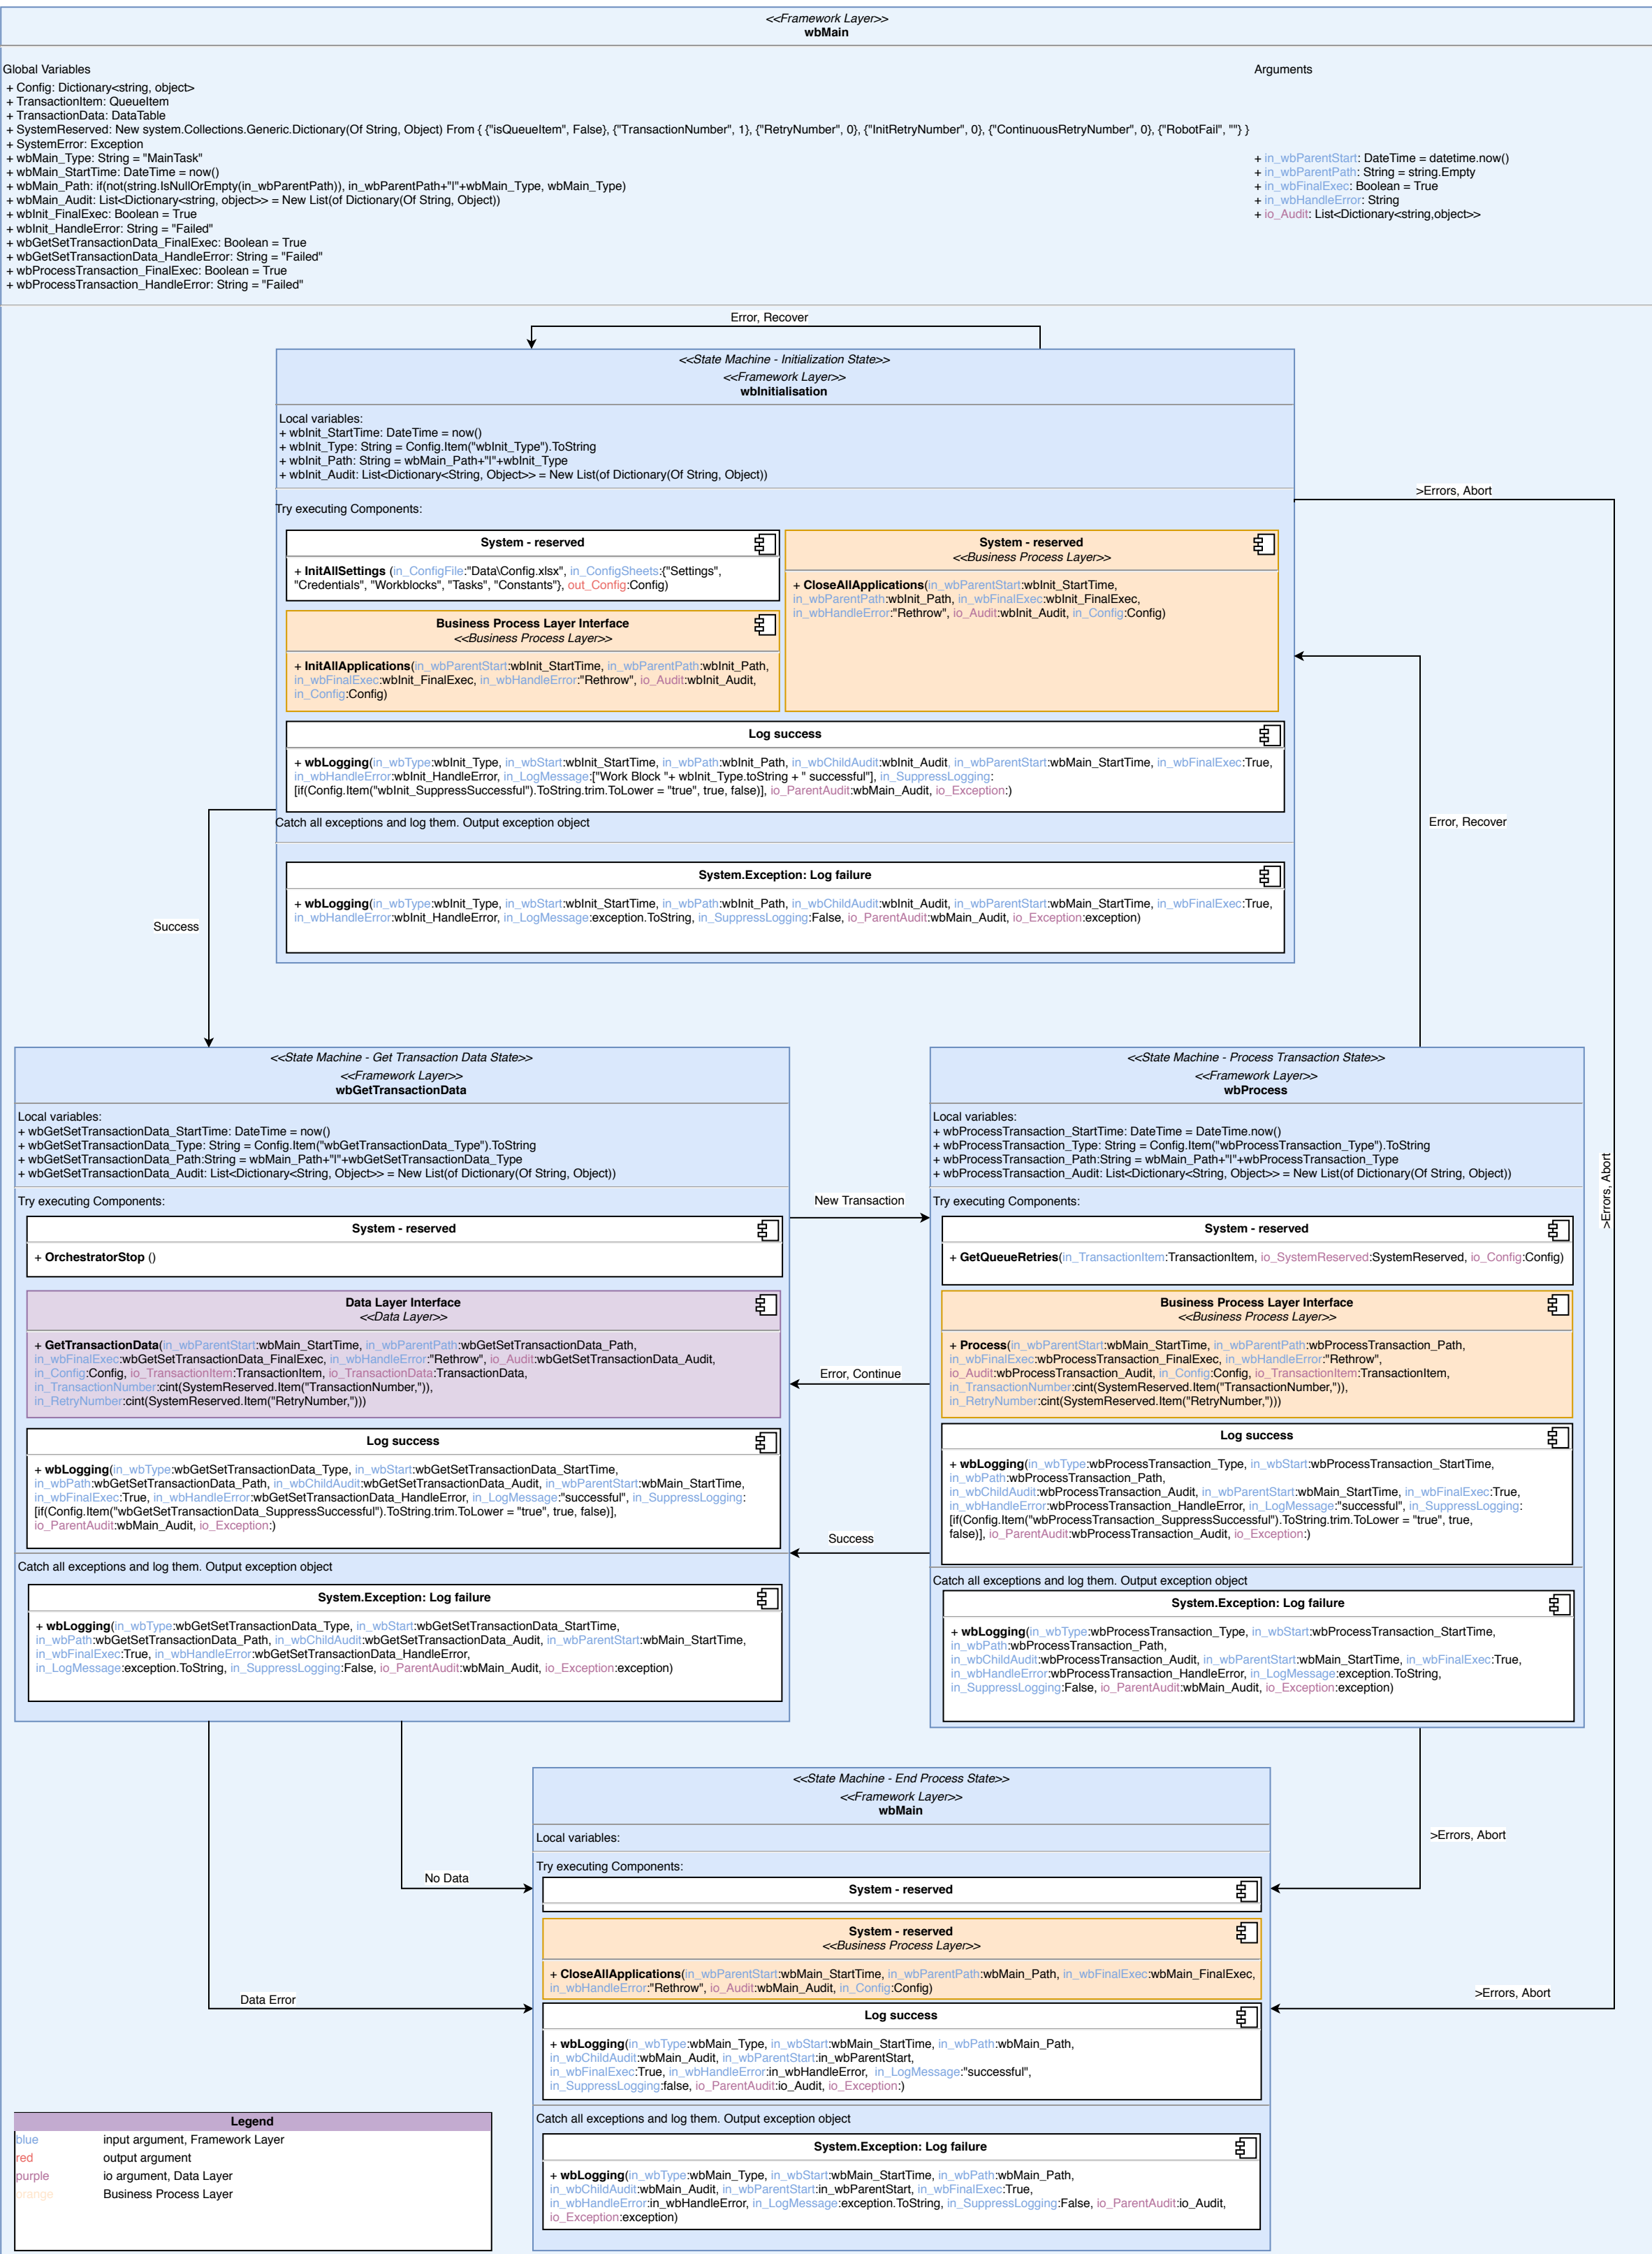 <<Framework Layer>>
wbMain
Global Variables
+ Config: Dictionary<string, object>
+ TransactionItem: QueueItem
+ TransactionData: DataTable
+ SystemReserved: New system.Collections.Generic.Dictionary(Of String, Object) From { {"isQueueItem", False}, {"TransactionNumber", 1}, {"RetryNumber", 0}, {"InitRetryNumber", 0}, {"ContinuousRetryNumber", 0}, {"RobotFail", ""} }
+ SystemError: Exception
+ wbMain_Type: String = "MainTask"
+ wbMain_StartTime: DateTime = now()
+ wbMain_Path: if(not(string.IsNullOrEmpty(in_wbParentPath)), in_wbParentPath+"|"+wbMain_Type, wbMain_Type)
+ wbMain_Audit: List<Dictionary<string, object>> = New List(of Dictionary(Of String, Object))
+ wbInit_FinalExec: Boolean = True
+ wbInit_HandleError: String = "Failed"
+ wbGetSetTransactionData_FinalExec: Boolean = True
+ wbGetSetTransactionData_HandleError: String = "Failed"
+ wbProcessTransaction_FinalExec: Boolean = True
+ wbProcessTransaction_HandleError: String = "Failed"
Arguments
+ in_wbParentStart: DateTime = datetime.now()
+ in_wbParentPath: String = string.Empty
+ in_wbFinalExec: Boolean = True
+ in_wbHandleError: String
+ io_Audit: List<Dictionary<string,object>>
Error, Recover
<<State Machine - Initialization State>>
<<Framework Layer>>
wbInitialisation
Local variables:
+ wbInit_StartTime: DateTime = now()
+ wbInit_Type: String = Config.Item("wbInit_Type").ToString
+ wbInit_Path: String = wbMain_Path+"|"+wbInit_Type
+ wbInit_Audit: List<Dictionary<String, Object>> = New List(of Dictionary(Of String, Object))
>Errors, Abort
Try executing Components:
System - reserved
+ InitAllSettings (in_ConfigFile:"Data\Config.xlsx", in_ConfigSheets:{"Settings",
"Credentials", "Workblocks", "Tasks", "Constants"}, out_Config:Config)
System - reserved
<<Business Process Layer>>
+ CloseAllApplications(in_wbParentStart:wbInit_StartTime,
in_wbParentPath:wbInit_Path, in_wbFinalExec:wbInit_FinalExec,
in_wbHandleError:"Rethrow", io_Audit:wbInit_Audit, in_Config:Config)
Business Process Layer Interface
<<Business Process Layer>>
+ InitAllApplications(in_wbParentStart:wbInit_StartTime, in_wbParentPath:wbInit_Path,
in_wbFinalExec:wbInit_FinalExec, in_wbHandleError:"Rethrow", io_Audit:wbInit_Audit,
in_Config:Config)
Log success
+ wbLogging(in_wbType:wbInit_Type, in_wbStart:wbInit_StartTime, in_wbPath:wbInit_Path, in_wbChildAudit:wbInit_Audit, in_wbParentStart:wbMain_StartTime, in_wbFinalExec:True,
in_wbHandleError:wbInit_HandleError, in_LogMessage:["Work Block "+ wbInit_Type.toString + " successful"], in_SuppressLogging:
[if(Config.Item("wbInit_SuppressSuccessful").ToString.trim.ToLower = "true", true, false)], io_ParentAudit:wbMain_Audit, io_Exception:)
Catch all exceptions and log them. Output exception object
Error, Recover
System.Exception: Log failure
+ wbLogging(in_wbType:wbInit_Type, in_wbStart:wbInit_StartTime, in_wbPath:wbInit_Path, in_wbChildAudit:wbInit_Audit, in_wbParentStart:wbMain_StartTime, in_wbFinalExec:True,
in_wbHandleError:wbInit_HandleError, in_LogMessage:exception.ToString, in_SuppressLogging:False, io_ParentAudit:wbMain_Audit, io_Exception:exception)
Success
<<State Machine - Get Transaction Data State>>
<<Framework Layer>>
wbGetTransactionData
Local variables:
+ wbGetSetTransactionData_StartTime: DateTime = now()
+ wbGetSetTransactionData_Type: String = Config.Item("wbGetTransactionData_Type").ToString
+ wbGetSetTransactionData_Path:String = wbMain_Path+"|"+wbGetSetTransactionData_Type
+ wbGetSetTransactionData_Audit: List<Dictionary<String, Object>> = New List(of Dictionary(Of String, Object))
Try executing Components:
System - reserved
+ OrchestratorStop ()
Data Layer Interface
<<Data Layer>>
+ GetTransactionData(in_wbParentStart:wbMain_StartTime, in_wbParentPath:wbGetSetTransactionData_Path,
in_wbFinalExec:wbGetSetTransactionData_FinalExec, in_wbHandleError:"Rethrow", io_Audit:wbGetSetTransactionData_Audit,
in_Config:Config, io_TransactionItem:TransactionItem, io_TransactionData:TransactionData,
in_TransactionNumber:cint(SystemReserved.Item("TransactionNumber,")),
in_RetryNumber:cint(SystemReserved.Item("RetryNumber,")))
Log success
+ wbLogging(in_wbType:wbGetSetTransactionData_Type, in_wbStart:wbGetSetTransactionData_StartTime,
in_wbPath:wbGetSetTransactionData_Path, in_wbChildAudit:wbGetSetTransactionData_Audit, in_wbParentStart:wbMain_StartTime,
in_wbFinalExec:True, in_wbHandleError:wbGetSetTransactionData_HandleError, in_LogMessage:"successful", in_SuppressLogging:
[if(Config.Item("wbGetSetTransactionData_SuppressSuccessful").ToString.trim.ToLower = "true", true, false)],
io_ParentAudit:wbMain_Audit, io_Exception:)
Catch all exceptions and log them. Output exception object
System.Exception: Log failure
+ wbLogging(in_wbType:wbGetSetTransactionData_Type, in_wbStart:wbGetSetTransactionData_StartTime,
in_wbPath:wbGetSetTransactionData_Path, in_wbChildAudit:wbGetSetTransactionData_Audit, in_wbParentStart:wbMain_StartTime,
in_wbFinalExec:True, in_wbHandleError:wbGetSetTransactionData_HandleError,
in_LogMessage:exception.ToString, in_SuppressLogging:False, io_ParentAudit:wbMain_Audit, io_Exception:exception)
New Transaction
Error, Continue
Success
<<State Machine - Process Transaction State>>
<<Framework Layer>>
wbProcess
Local variables:
+ wbProcessTransaction_StartTime: DateTime = DateTime.now()
+ wbProcessTransaction_Type: String = Config.Item("wbProcessTransaction_Type").ToString
+ wbProcessTransaction_Path:String = wbMain_Path+"|"+wbProcessTransaction_Type
+ wbProcessTransaction_Audit: List<Dictionary<String, Object>> = New List(of Dictionary(Of String, Object))
Try executing Components:
System - reserved
+ GetQueueRetries(in_TransactionItem:TransactionItem, io_SystemReserved:SystemReserved, io_Config:Config)
Business Process Layer Interface
<<Business Process Layer>>
+ Process(in_wbParentStart:wbMain_StartTime, in_wbParentPath:wbProcessTransaction_Path,
in_wbFinalExec:wbProcessTransaction_FinalExec, in_wbHandleError:"Rethrow",
io_Audit:wbProcessTransaction_Audit, in_Config:Config, io_TransactionItem:TransactionItem,
in_TransactionNumber:cint(SystemReserved.Item("TransactionNumber,")),
in_RetryNumber:cint(SystemReserved.Item("RetryNumber,")))
Log success
+ wbLogging(in_wbType:wbProcessTransaction_Type, in_wbStart:wbProcessTransaction_StartTime,
in_wbPath:wbProcessTransaction_Path,
in_wbChildAudit:wbProcessTransaction_Audit, in_wbParentStart:wbMain_StartTime, in_wbFinalExec:True,
in_wbHandleError:wbProcessTransaction_HandleError, in_LogMessage:"successful", in_SuppressLogging:
[if(Config.Item("wbProcessTransaction_SuppressSuccessful").ToString.trim.ToLower = "true", true,
false)], io_ParentAudit:wbProcessTransaction_Audit, io_Exception:)
Catch all exceptions and log them. Output exception object
System.Exception: Log failure
+ wbLogging(in_wbType:wbProcessTransaction_Type, in_wbStart:wbProcessTransaction_StartTime,
in_wbPath:wbProcessTransaction_Path,
in_wbChildAudit:wbProcessTransaction_Audit, in_wbParentStart:wbMain_StartTime, in_wbFinalExec:True,
in_wbHandleError:wbProcessTransaction_HandleError, in_LogMessage:exception.ToString,
in_SuppressLogging:False, io_ParentAudit:wbMain_Audit, io_Exception:exception)
>Errors, Abort
<<State Machine - End Process State>>
<<Framework Layer>>
wbMain
Local variables:
Try executing Components:
>Errors, Abort
No Data
System - reserved
System - reserved
<<Business Process Layer>>
+ CloseAllApplications(in_wbParentStart:wbMain_StartTime, in_wbParentPath:wbMain_Path, in_wbFinalExec:wbMain_FinalExec,
in_wbHandleError:"Rethrow", io_Audit:wbMain_Audit, in_Config:Config)
Data Error
>Errors, Abort
Log success
+ wbLogging(in_wbType:wbMain_Type, in_wbStart:wbMain_StartTime, in_wbPath:wbMain_Path,
in_wbChildAudit:wbMain_Audit, in_wbParentStart:in_wbParentStart,
in_wbFinalExec:True, in_wbHandleError:in_wbHandleError, in_LogMessage:"successful",
in_SuppressLogging:false, io_ParentAudit:io_Audit, io_Exception:)
Catch all exceptions and log them. Output exception object
System.Exception: Log failure
+ wbLogging(in_wbType:wbMain_Type, in_wbStart:wbMain_StartTime, in_wbPath:wbMain_Path,
in_wbChildAudit:wbMain_Audit, in_wbParentStart:in_wbParentStart, in_wbFinalExec:True,
in_wbHandleError:in_wbHandleError, in_LogMessage:exception.ToString, in_SuppressLogging:False, io_ParentAudit:io_Audit,
io_Exception:exception)
Legend
blue input argument, Framework Layer
red output argument
purple io argument, Data Layer
orange Business Process Layer